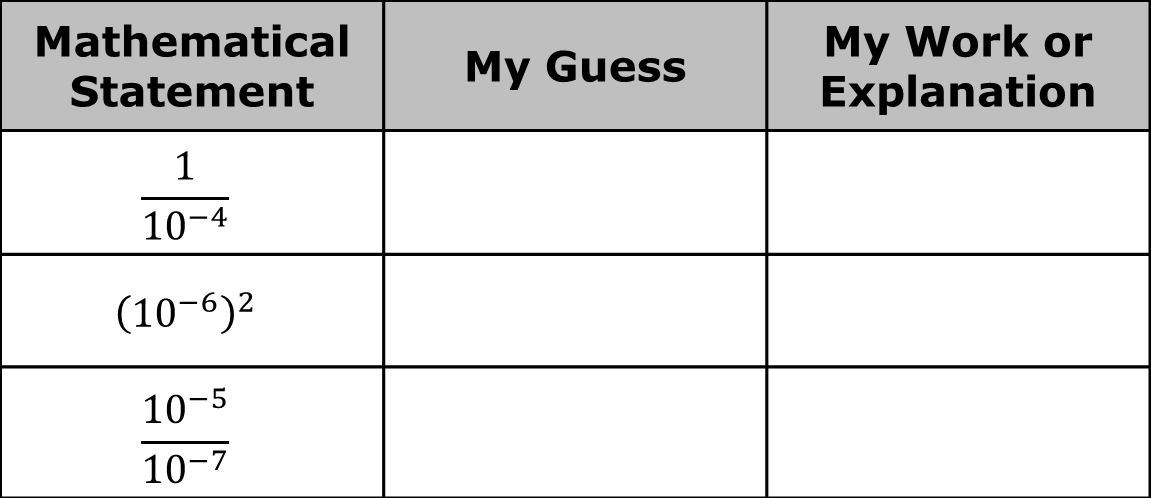 Mathematical Statement
My Guess
My Work or Explanation
1
10⁻⁴
(10⁻⁶)²
10⁻⁵
10⁻⁷